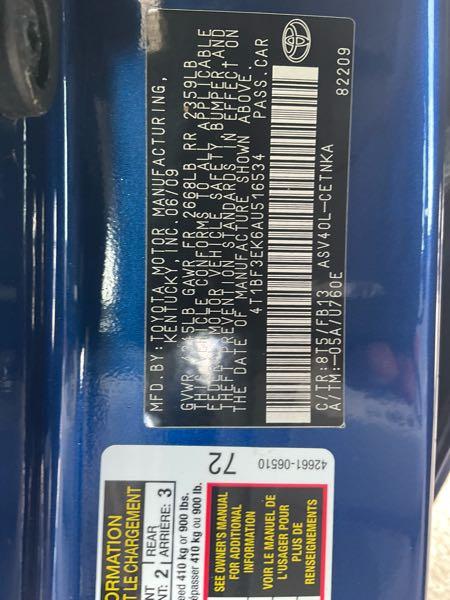 MFD.BY:TOYOTA MOTOR MANUFACTURING,
KENTUCKY, INC. 06/09
GVWR 4245LB GAWR FR 2668LB RR 2359LB
THIS VEHICLE CONFORMS TO ALL APPLICABLE
FEDERAL MOTOR VEHICLE SAFETY, BUMPER,AND
THEFT PREVENTION STANDARDS IN EFFECT ON
THE DATE OF MANUFACTURE SHOWN ABOVE.
4T1BF3EK6AU516534 PASS.CAR
C/TR:8T5/FB13 ASV40L-CETNKA
A/TM:-05A/U760E
82209
42661-06510
72
ORMATION
T LE CHARGEMENT
NT: 2 REAR
ARRIÈRE: 3
eed 410 kg or 900 lbs.
épasser 410 kg ou 900 lb.
SEE OWNER'S MANUAL
FOR ADDITIONAL
INFORMATION
VOIR LE MANUEL DE
L'USAGER POUR
PLUS DE
RENSEIGNEMENTS